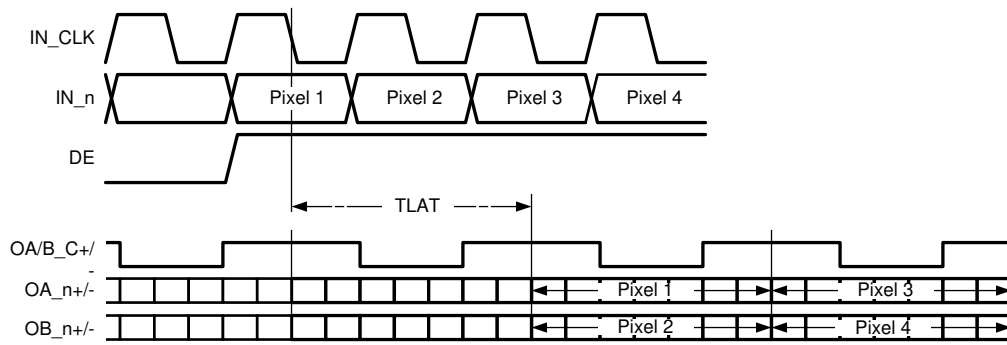 IN_CLK
IN_n
Pixel 1
Pixel 2
Pixel 3
Pixel 4
DE
TLAT
OA/B_C+/
-
OA_n+/-
Pixel 1
Pixel 3
OB_n+/-
Pixel 2
Pixel 4